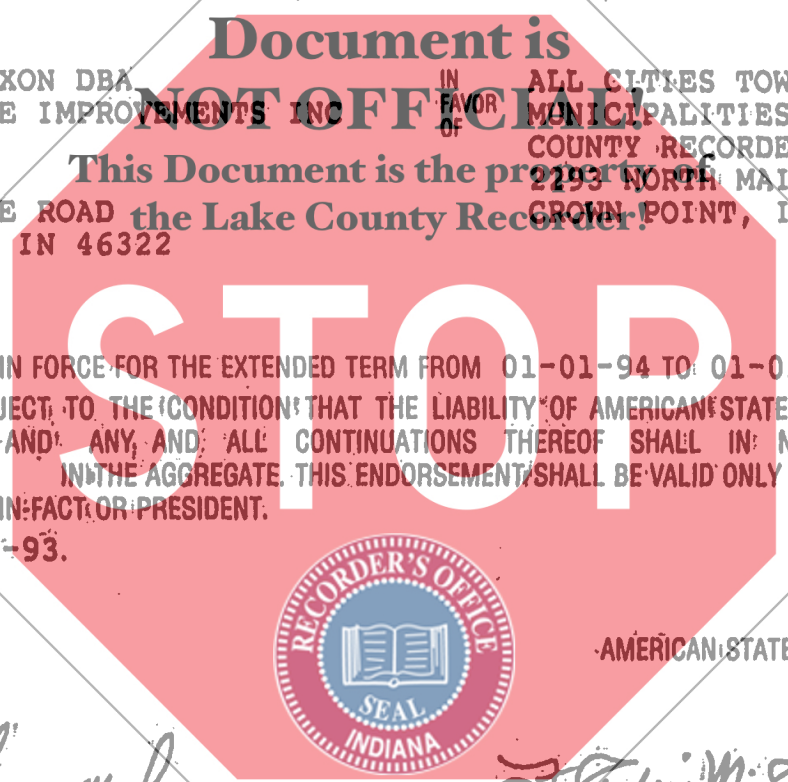 Document is
NOT OFFICIAL!
This Document is the property of
the Lake County Recorder!
XON DBA
E IMPROVEMENTS INC
IN
FAVOR
OF
ALL CITIES TOW
MUNICIPALITIES
COUNTY RECORDE
2293 NORTH MAI
CROWN POINT, I
E ROAD
IN 46322
STOP
IN FORCE FOR THE EXTENDED TERM FROM 01-01-94 TO 01-0
JECT TO THE CONDITION THAT THE LIABILITY OF AMERICAN STATE
AND ANY AND ALL CONTINUATIONS THEREOF SHALL IN N
IN THE AGGREGATE. THIS ENDORSEMENT SHALL BE VALID ONLY
IN-FACT OR PRESIDENT.
-93.
RECORDER'S OFFICE
SEAL
INDIANA
AMERICAN STATE